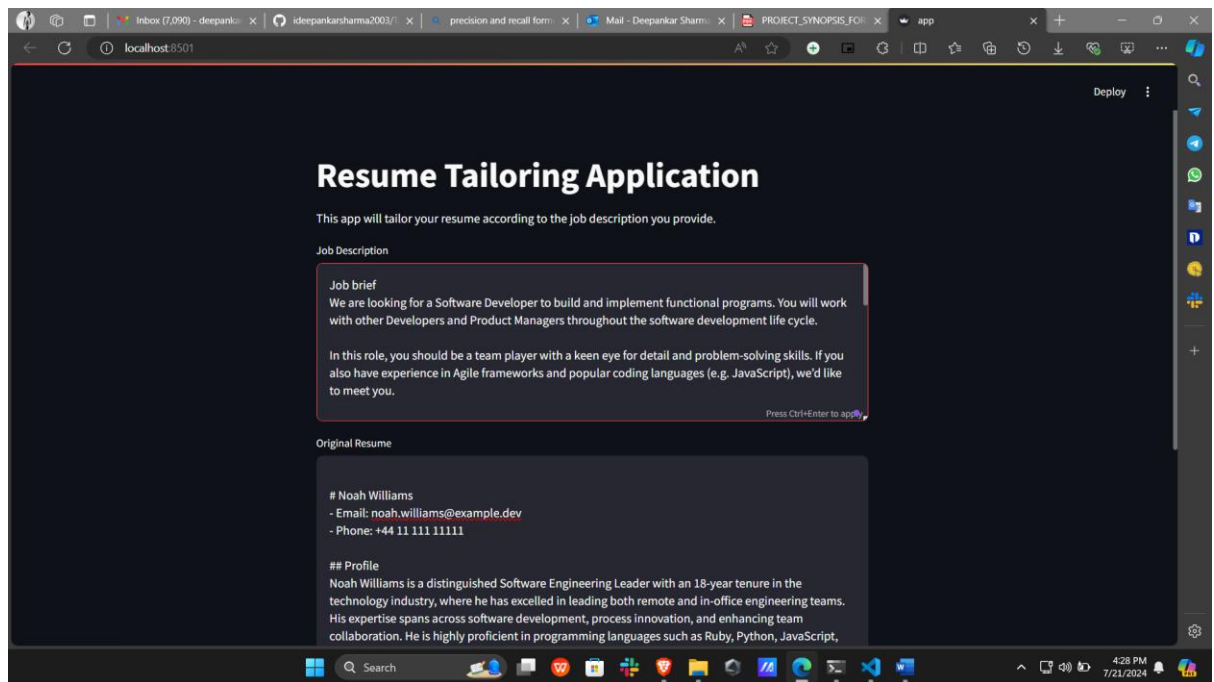 Inbox (7,090) - deepanka
ideepankarsharma2003/
precision and recall form
Mail - Deepankar Sharm
PROJECT_SYNOPSIS_FOR
app
localhost:8501
Deploy
Resume Tailoring Application
This app will tailor your resume according to the job description you provide.
Job Description
Job brief
We are looking for a Software Developer to build and implement functional programs. You will work
with other Developers and Product Managers throughout the software development life cycle.
In this role, you should be a team player with a keen eye for detail and problem-solving skills. If you
also have experience in Agile frameworks and popular coding languages (e.g. JavaScript), we'd like
to meet you.
Press Ctrl+Enter to apply
Original Resume
# Noah Williams
- Email: noah.williams@example.dev
- Phone: +44 11 111 11111
## Profile
Noah Williams is a distinguished Software Engineering Leader with an 18-year tenure in the
technology industry, where he has excelled in leading both remote and in-office engineering teams.
His expertise spans across software development, process innovation, and enhancing team
collaboration. He is highly proficient in programming languages such as Ruby, Python, JavaScript,
Search
4:28 PM
7/21/2024